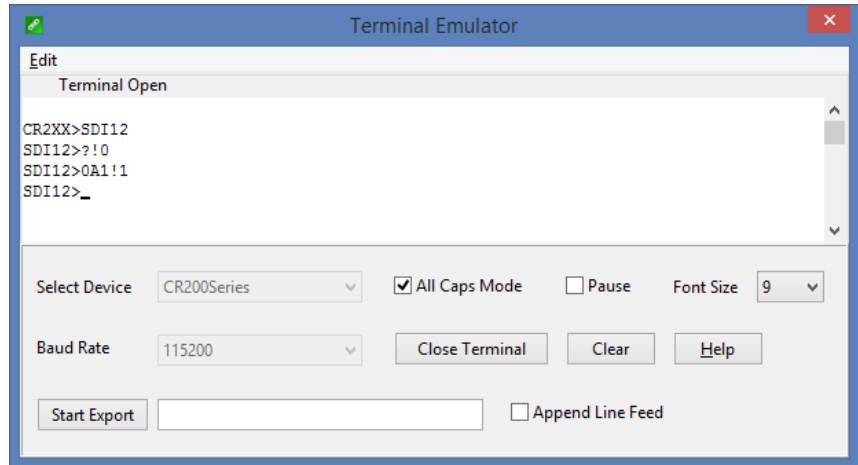 Terminal Emulator
Edit
Terminal Open
CR2XX>SDI12
SDI12>?!0
SDI12>0A1!1
SDI12>_
Select Device CR200Series All Caps Mode Pause Font Size 9
Baud Rate 115200 Close Terminal Clear Help
Start Export Append Line Feed